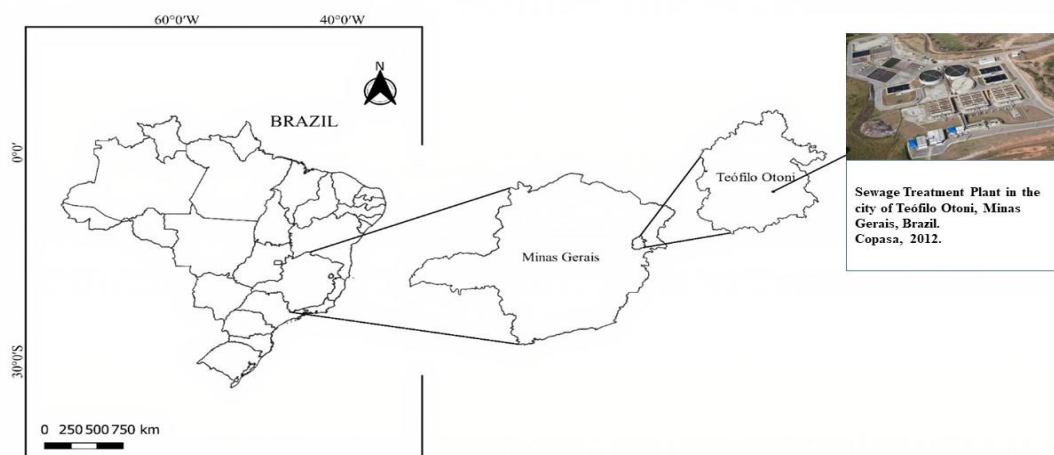 60°0'W 40°0'W
N
BRAZIL
0°0'
Teófilo Otoni
Minas Gerais
Sewage Treatment Plant in the
city of Teófilo Otoni, Minas
Gerais, Brazil.
Copasa, 2012.
30°0'S
0 250 500 750 km